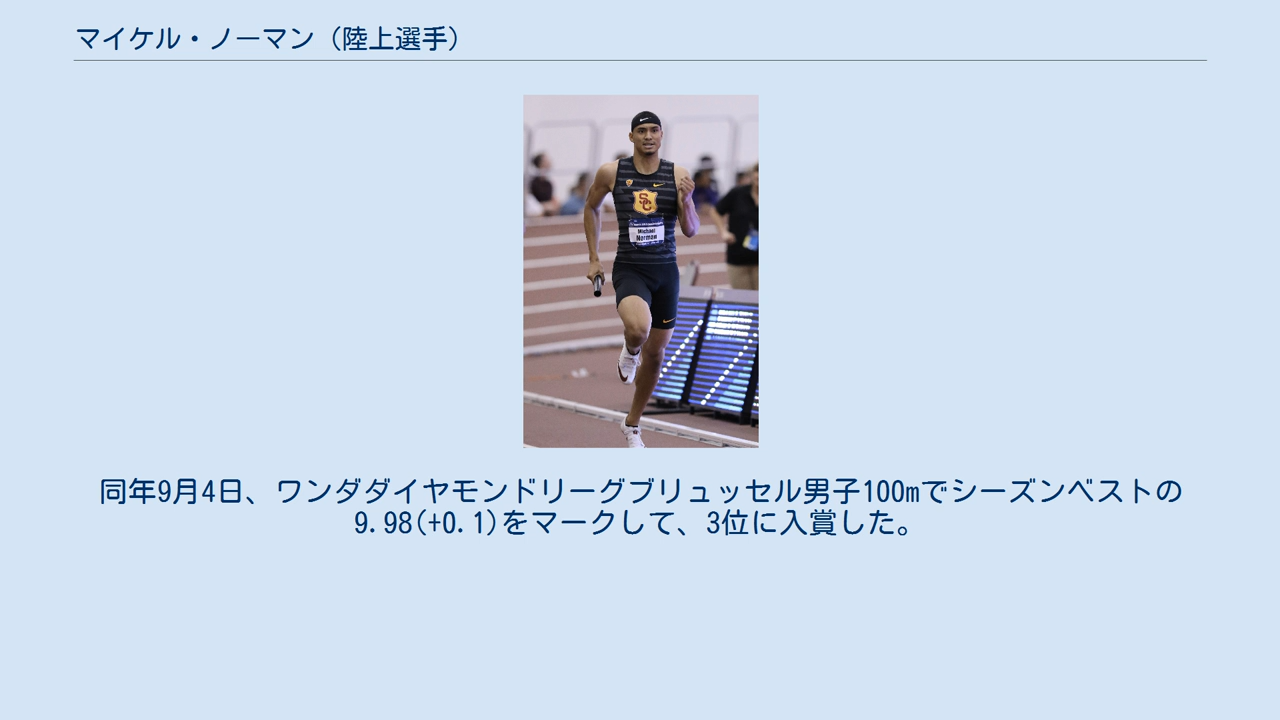 マイケル・ノーマン（陸上選手）
SC
Michael
Norman
同年9月4日、ワンダダイヤモンドリーグブリュッセル男子100mでシーズンベストの
9.98(+0.1)をマークして、3位に入賞した。